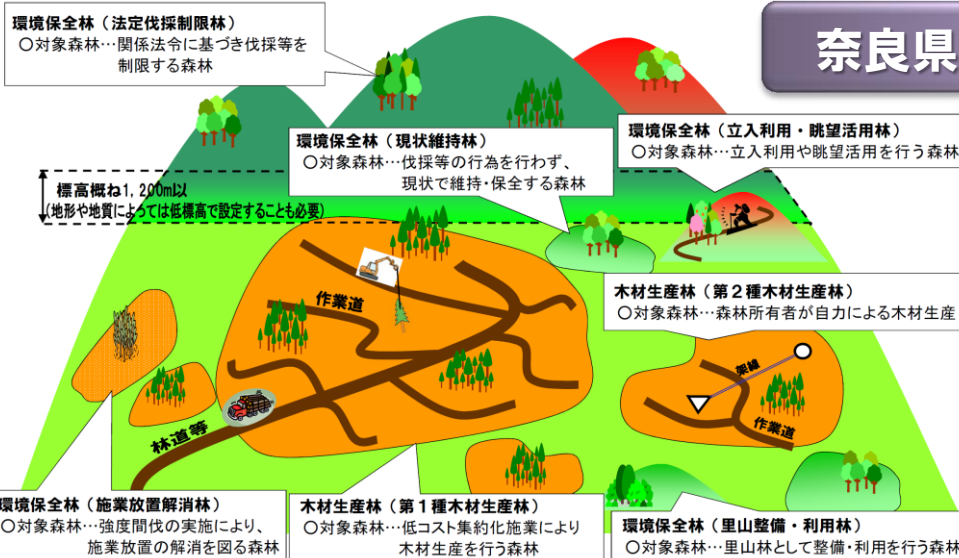 環境保全林（法定伐採制限林）
〇対象森林…関係法令に基づき伐採等を
制限する森林
奈良県
環境保全林（現状維持林）
〇対象森林…伐採等の行為を行わず、
現状で維持・保全する森林
環境保全林（立入利用・眺望活用林）
〇対象森林…立入利用や眺望活用を行う森林
標高概ね1,200m以
(地形や地質によっては低標高で設定することも必要)
木材生産林（第２種木材生産林）
〇対象森林…森林所有者が自力による木材生産
作業道
架線
作業道
林道等
環境保全林（施業放置解消林）
〇対象森林…強度間伐の実施により、
施業放置の解消を図る森林
木材生産林（第１種木材生産林）
〇対象森林…低コスト集約化施業により
木材生産を行う森林
環境保全林（里山整備・利用林）
〇対象森林…里山林として整備・利用を行う森林